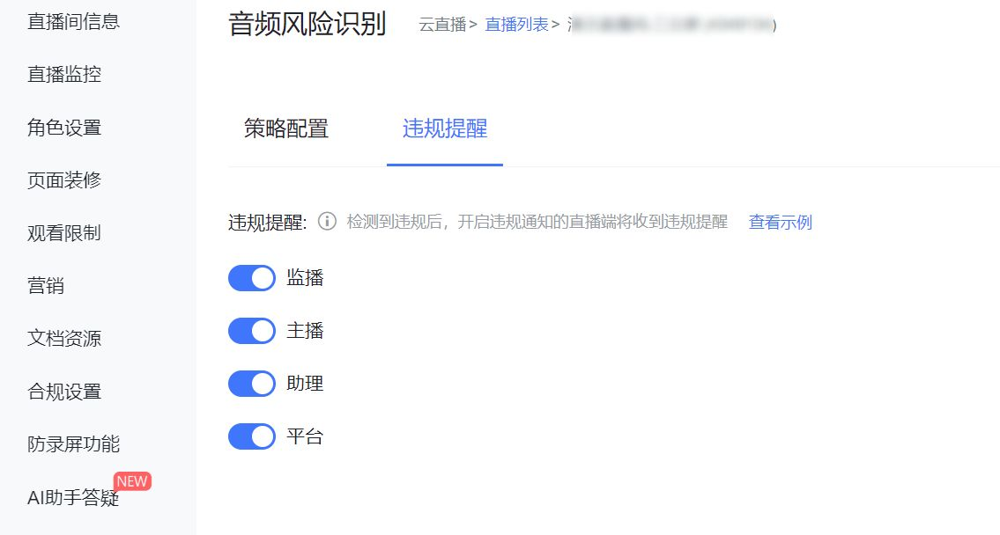 直播间信息
直播监控
角色设置
页面装修
观看限制
营销
文档资源
合规设置
防录屏功能
AI助手答疑 NEW
音频风险识别 云直播> 直播列表>
策略配置 违规提醒
违规提醒: 检测到违规后，开启违规通知的直播端将收到违规提醒 查看示例
监播
主播
助理
平台